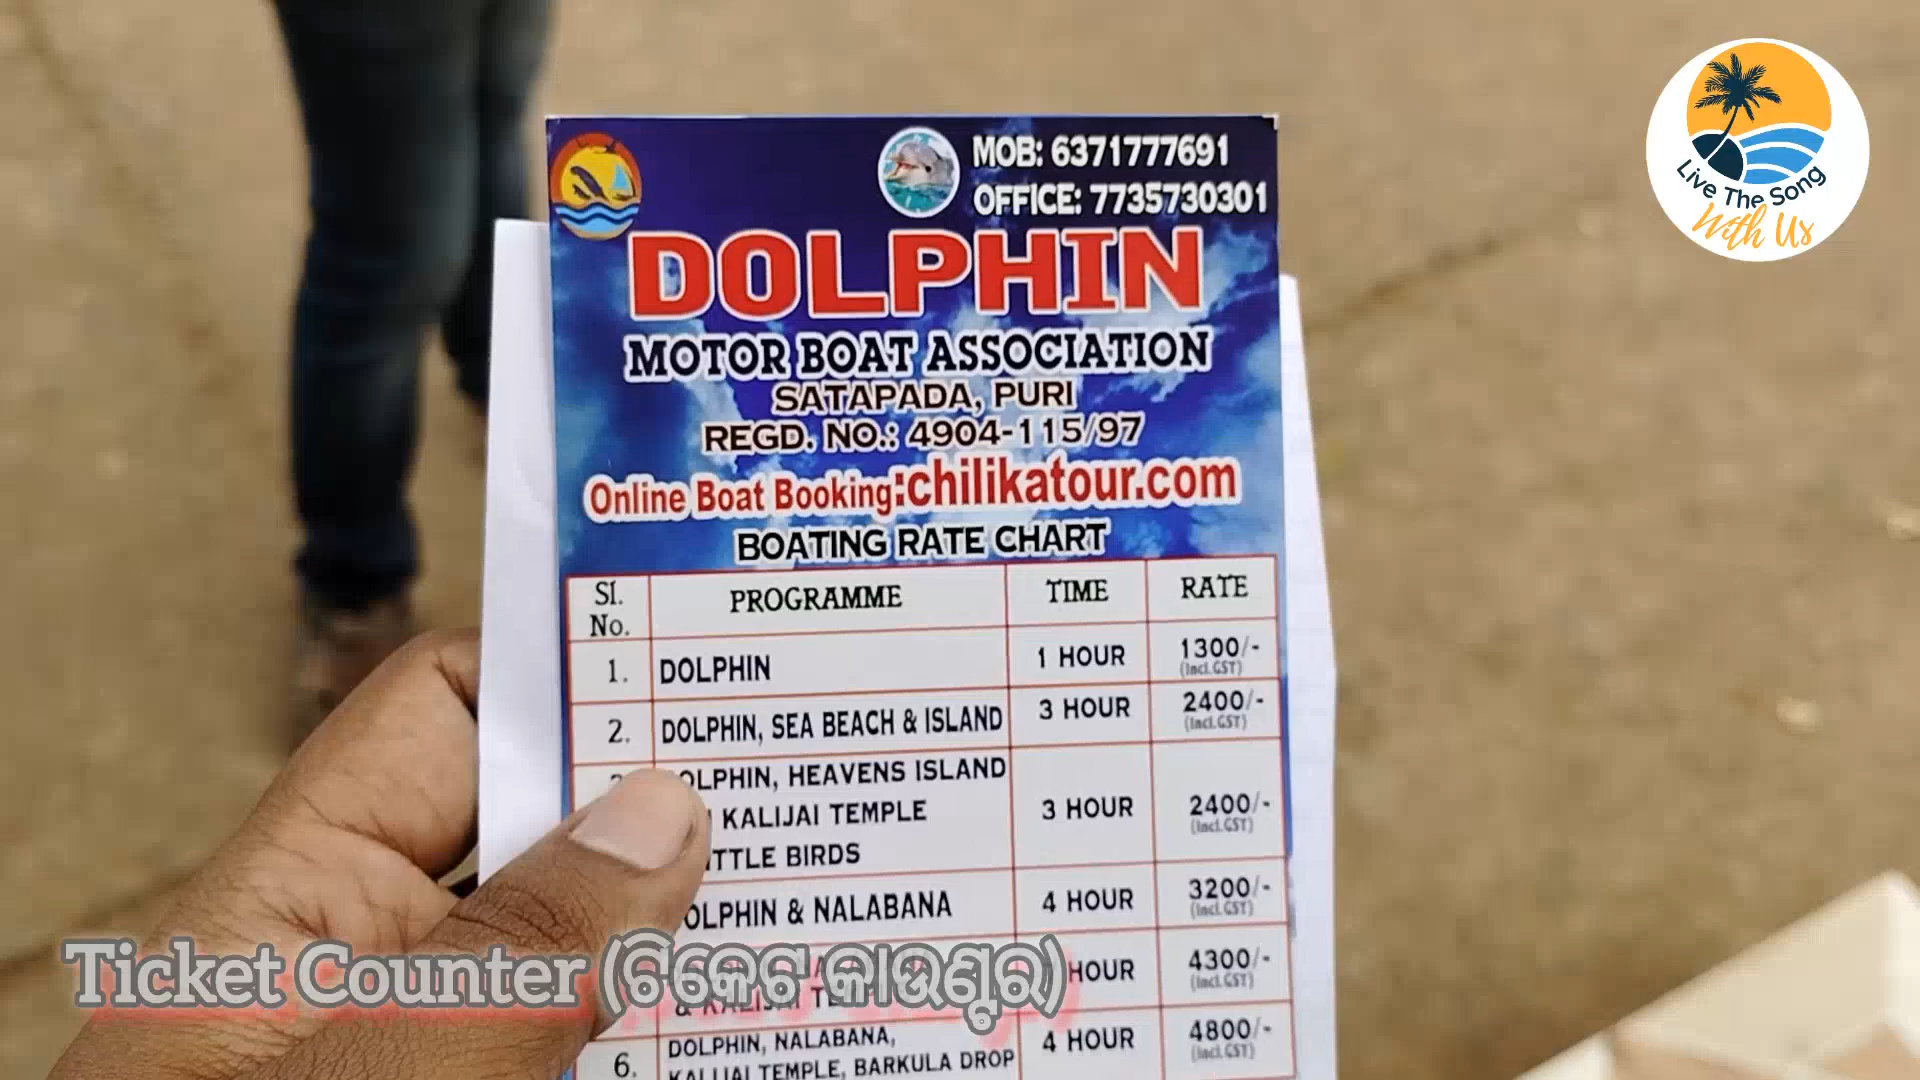 MOB: 6371777691
OFFICE: 7735730301
DOLPHIN
MOTOR BOAT ASSOCIATION
SATAPADA, PURI
REGD. NO.: 4904-115/97
Online Boat Booking:chilikatour.com
BOATING RATE CHART
Sl. No. PROGRAMME TIME RATE
1. DOLPHIN 1 HOUR 1300/- (Incl.GST)
2. DOLPHIN, SEA BEACH & ISLAND 3 HOUR 2400/- (Incl.GST)
HEAVENS ISLAND
KALIJAI TEMPLE 3 HOUR 2400/- (Incl.GST)
BIRDS
& NALABANA 4 HOUR 3200/- (Incl.GST)
HOUR 4300/- (Incl.GST)
& KALIJAI
6. DOLPHIN, NALABANA, 4 HOUR 4800/- (Incl.GST)
KALIJAI TEMPLE, BARKULA DROP
Ticket Counter (ଟିକେଟ କାଉଣ୍ଟର)
Live The Song
With Us